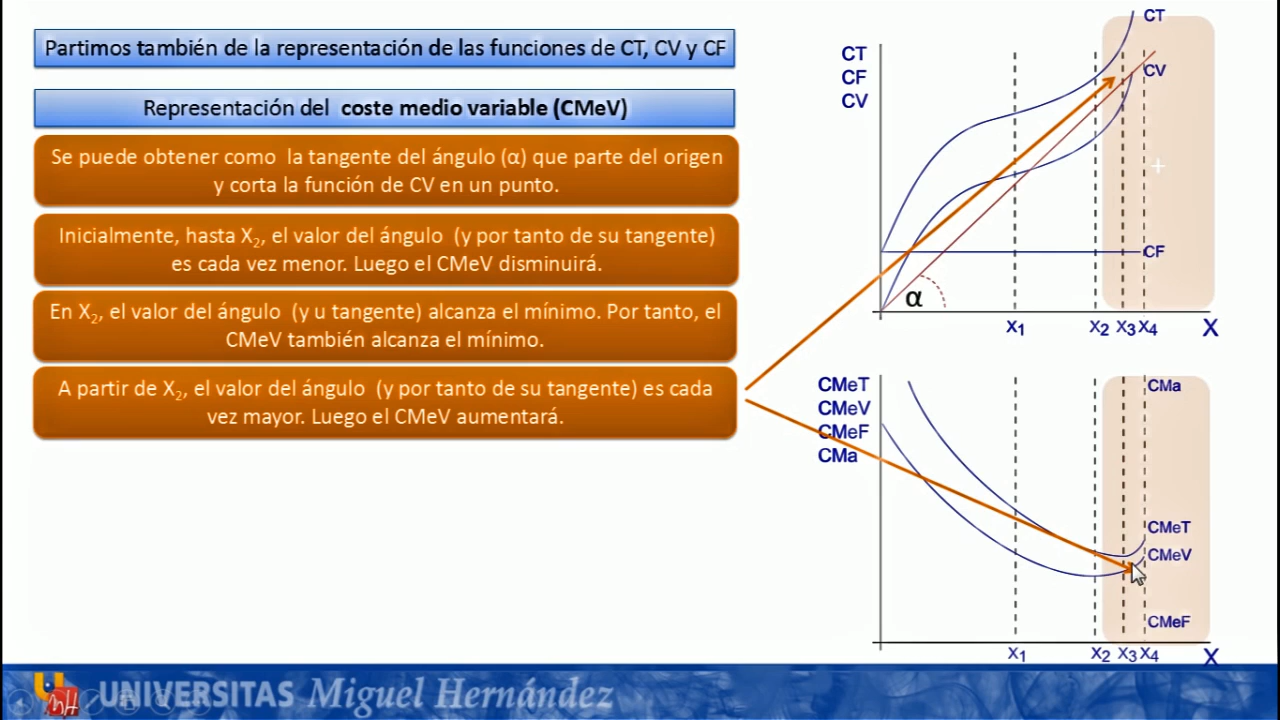 Partimos también de la representación de las funciones de CT, CV y CF
Representación del coste medio variable (CMeV)
Se puede obtener como la tangente del ángulo (α) que parte del origen
y corta la función de CV en un punto.
Inicialmente, hasta X2, el valor del ángulo (y por tanto de su tangente)
es cada vez menor. Luego el CMeV disminuirá.
En X2, el valor del ángulo (y u tangente) alcanza el mínimo. Por tanto, el
CMeV también alcanza el mínimo.
A partir de X2, el valor del ángulo (y por tanto de su tangente) es cada
vez mayor. Luego el CMeV aumentará.
CT
CF
CV
CT
CV
CF
α
X1 X2 X3 X4 X
CMeT
CMeV
CMeF
CMa
CMa
CMeT
CMeV
CMeF
X1 X2 X3 X4 X
UNIVERSITAS Miguel Hernández